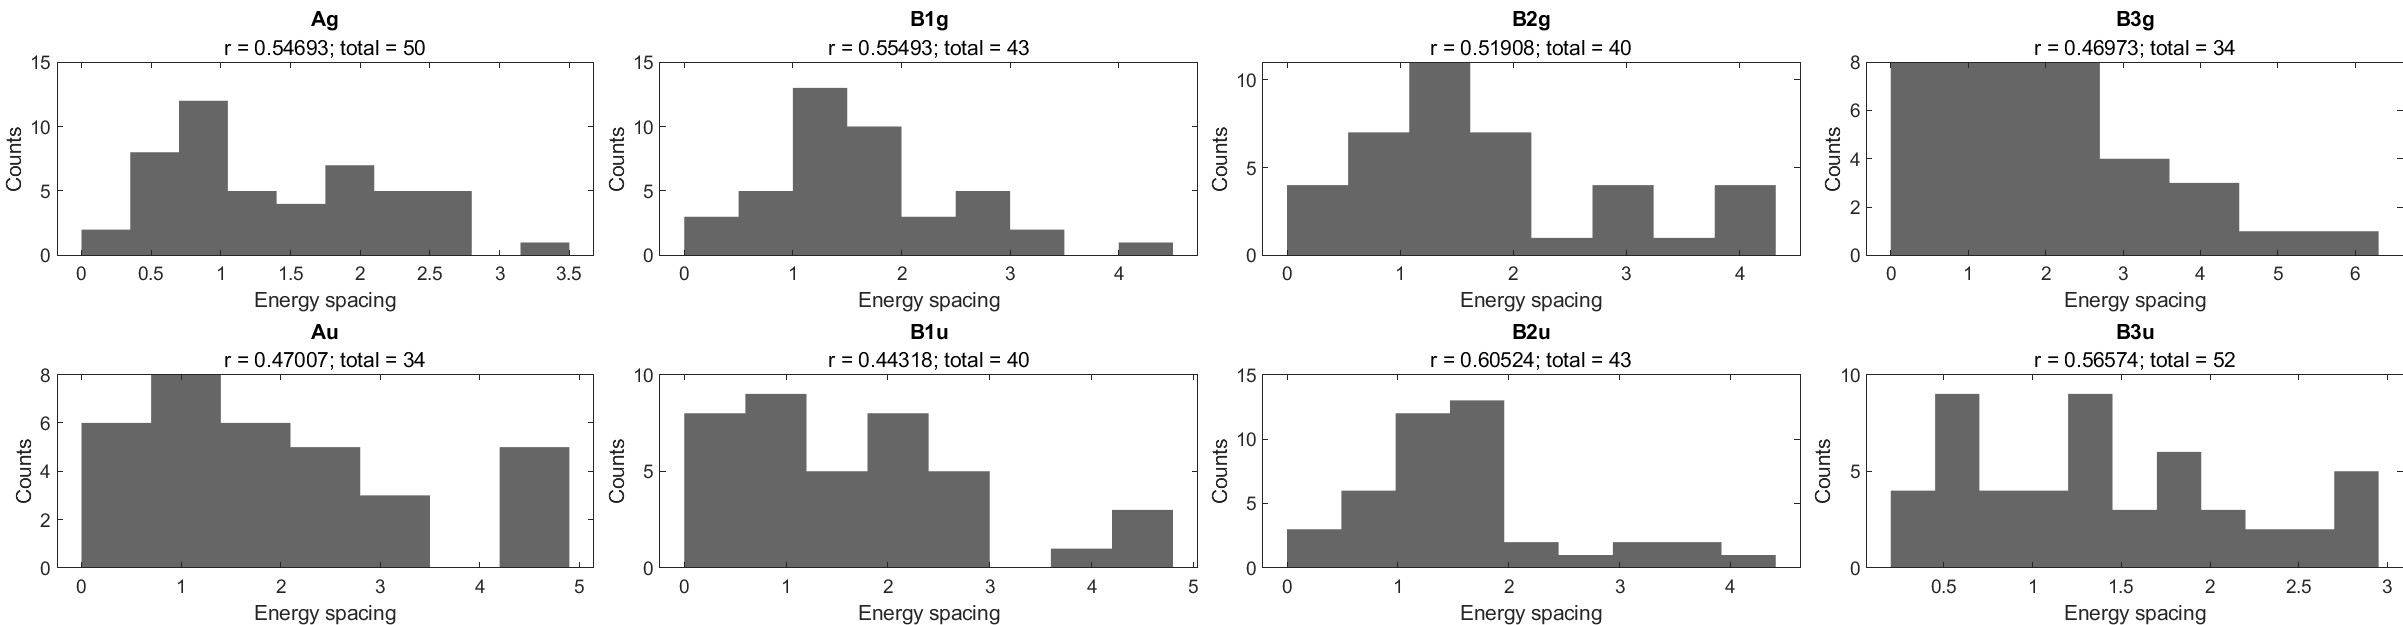 Ag
r = 0.54693; total = 50
15
10
5
0
Counts
0 0.5 1 1.5 2 2.5 3 3.5
Energy spacing
B1g
r = 0.55493; total = 43
15
10
5
0
Counts
0 1 2 3 4
Energy spacing
B2g
r = 0.51908; total = 40
10
5
0
Counts
0 1 2 3 4
Energy spacing
B3g
r = 0.46973; total = 34
8
6
4
2
0
Counts
0 1 2 3 4 5 6
Energy spacing
Au
r = 0.47007; total = 34
8
6
4
2
0
Counts
0 1 2 3 4 5
Energy spacing
B1u
r = 0.44318; total = 40
10
5
0
Counts
0 1 2 3 4 5
Energy spacing
B2u
r = 0.60524; total = 43
15
10
5
0
Counts
0 1 2 3 4
Energy spacing
B3u
r = 0.56574; total = 52
10
5
0
Counts
0.5 1 1.5 2 2.5 3
Energy spacing